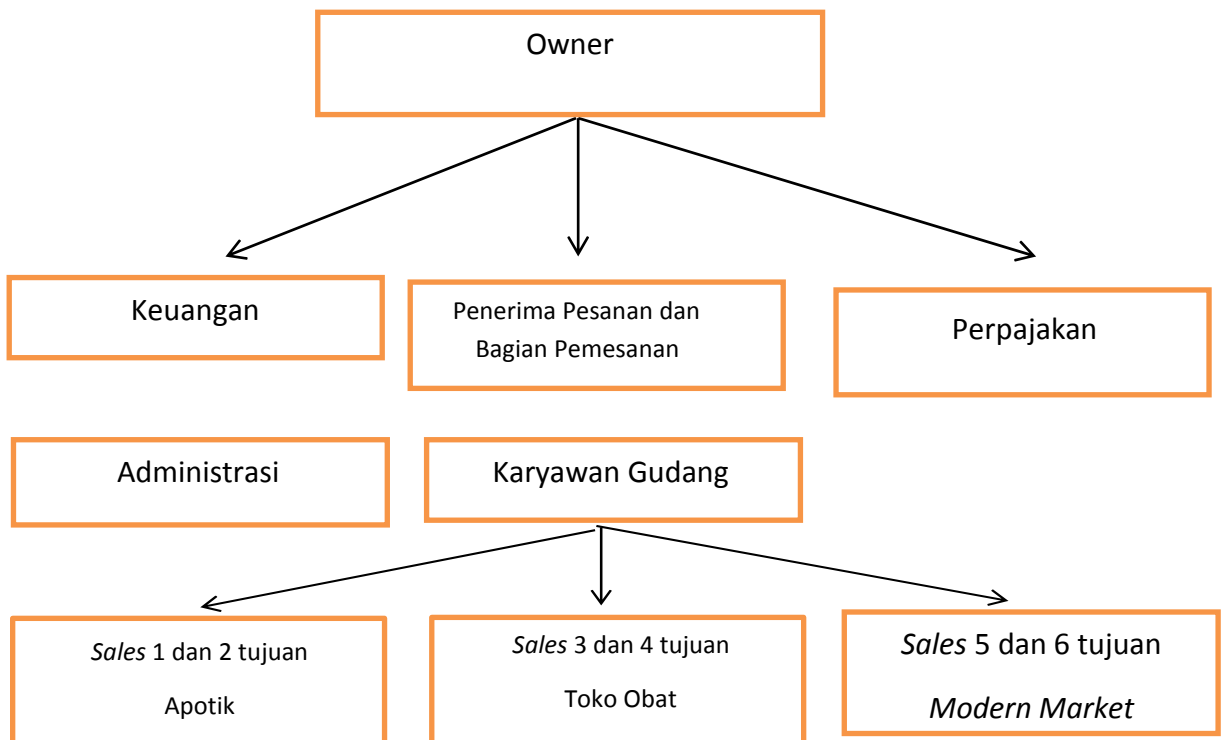 Owner
Keuangan
Penerima Pesanan dan
Bagian Pemesanan
Perpajakan
Administrasi
Karyawan Gudang
Sales 1 dan 2 tujuan
Apotik
Sales 3 dan 4 tujuan
Toko Obat
Sales 5 dan 6 tujuan
Modern Market